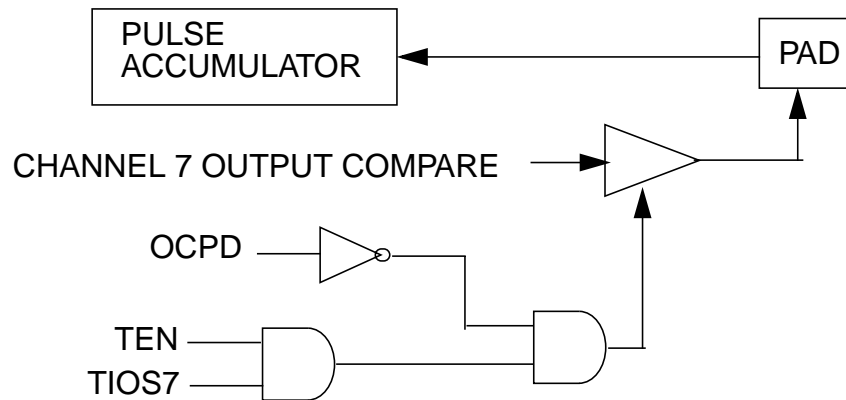 PULSE
ACCUMULATOR
PAD
CHANNEL 7 OUTPUT COMPARE
OCPD
TEN
TIOS7